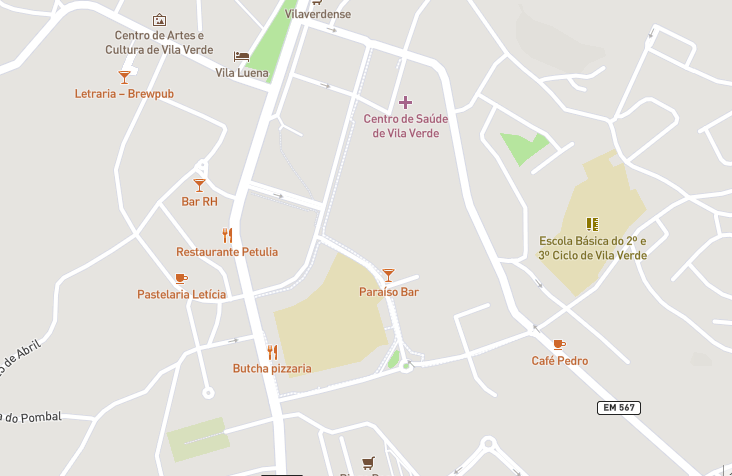 Vilaverdense
Centro de Artes e
Cultura de Vila Verde
Vila Luena
Letraria – Brewpub
Centro de Saúde
de Vila Verde
Bar RH
Escola Básica do 2º e
3º Ciclo de Vila Verde
Restaurante Petulia
Pastelaria Letícia
Paraíso Bar
de Abril
Butcha pizzaria
Café Pedro
EM 567
do Pombal